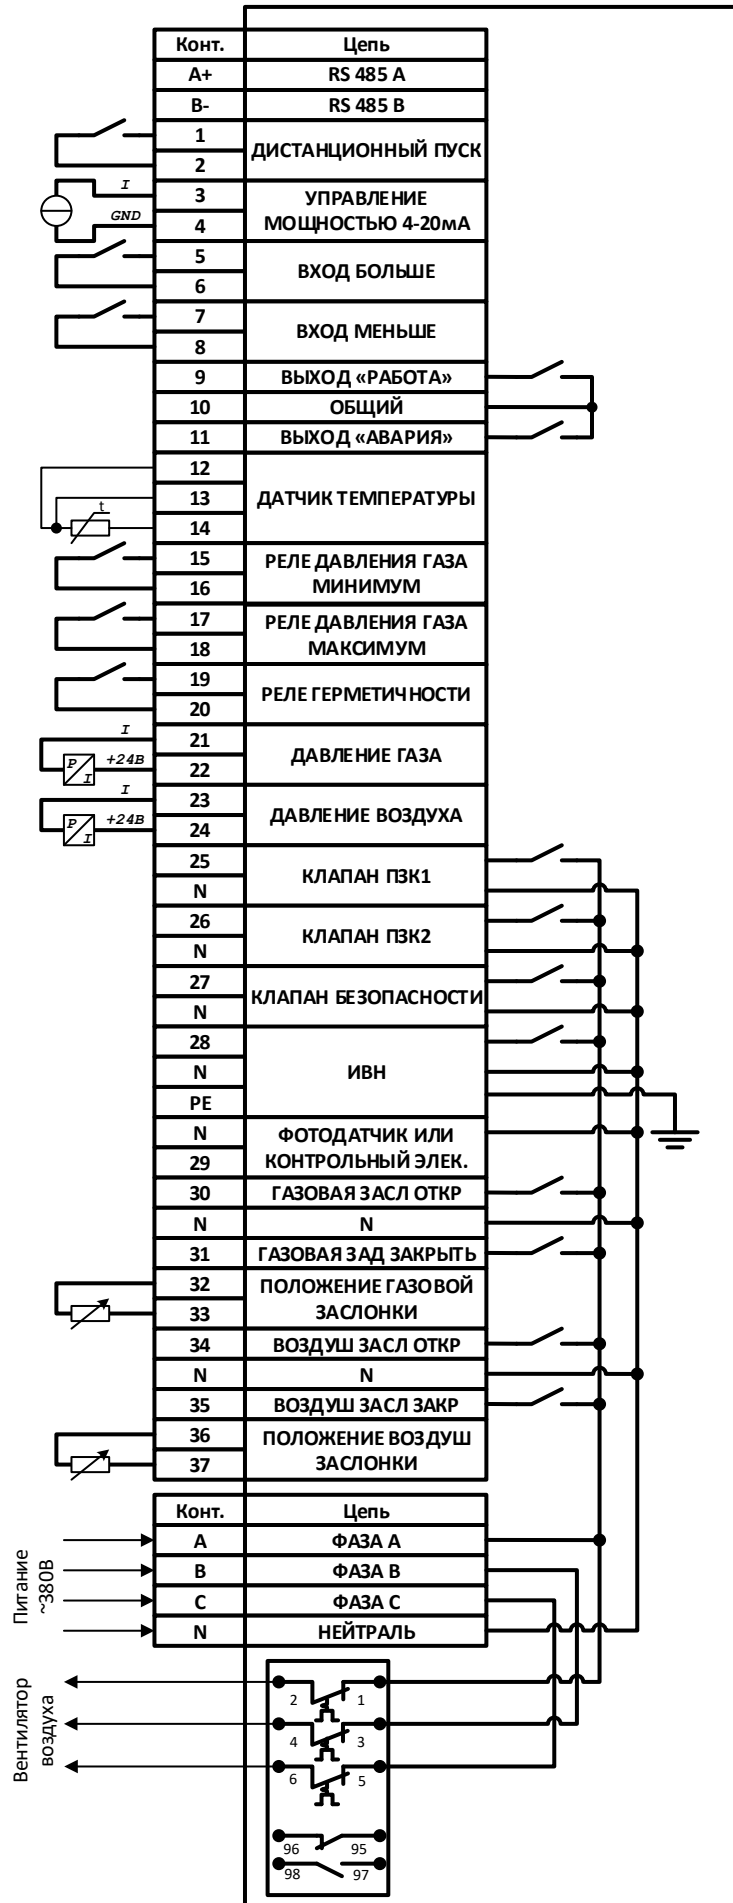 Конт. Цепь
A+ RS 485 A
B- RS 485 B
1
ДИСТАНЦИОННЫЙ ПУСК
2
I 3 УПРАВЛЕНИЕ
GND 4 МОЩНОСТЬЮ 4-20мА
5
ВХОД БОЛЬШЕ
6
7
ВХОД МЕНЬШЕ
8
9 ВЫХОД «РАБОТА»
10 ОБЩИЙ
11 ВЫХОД «АВАРИЯ»
12
13 ДАТЧИК ТЕМПЕРАТУРЫ
t
14
15 РЕЛЕ ДАВЛЕНИЯ ГАЗА
16 МИНИМУМ
17 РЕЛЕ ДАВЛЕНИЯ ГАЗА
18 МАКСИМУМ
19
РЕЛЕ ГЕРМЕТИЧНОСТИ
20
I 21
ДАВЛЕНИЕ ГАЗА
P I +24В 22
I 23
ДАВЛЕНИЕ ВОЗДУХА
P I +24В 24
25
КЛАПАН ПЗК1
N
26
КЛАПАН ПЗК2
N
27
КЛАПАН БЕЗОПАСНОСТИ
N
28
N ИВН
PE
N ФОТОДАТЧИК ИЛИ
29 КОНТРОЛЬНЫЙ ЭЛЕК.
30 ГАЗОВАЯ ЗАСЛ ОТКР
N N
31 ГАЗОВАЯ ЗАД ЗАКРЫТЬ
32 ПОЛОЖЕНИЕ ГАЗОВОЙ
33 ЗАСЛОНКИ
34 ВОЗДУШ ЗАСЛ ОТКР
N N
35 ВОЗДУШ ЗАСЛ ЗАКР
36 ПОЛОЖЕНИЕ ВОЗДУШ
37 ЗАСЛОНКИ
Конт. Цепь
A ФАЗА А
B ФАЗА В
C ФАЗА С
N НЕЙТРАЛЬ
Питание
~380В
Вентилятор
воздуха
2 1
4 3
6 5
96 95
98 97